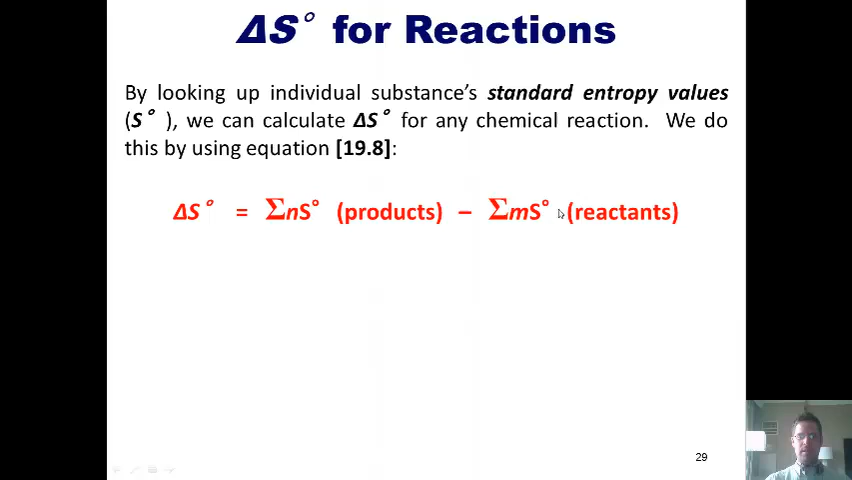 ΔS° for Reactions
By looking up individual substance’s standard entropy values
(S° ), we can calculate ΔS° for any chemical reaction. We do
this by using equation [19.8]:
ΔS° = ΣnS° (products) – ΣmS° (reactants)
29